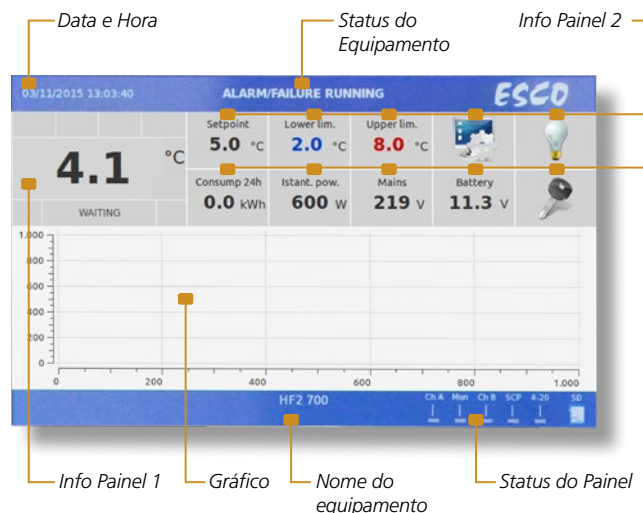 Data e Hora
Status do
Equipamento
Info Painel 2
03/11/2015 13:03:40
ALARM/FAILURE RUNNING
ESCO
4.1 °C
WAITING
Setpoint
5.0 °C
Lower lim.
2.0 °C
Upper lim.
8.0 °C
Consump 24h
0.0 kWh
Istant. pow.
600 W
Mains
219 V
Battery
11.3 V
1.000
800
600
400
200
0
0 200 400 600 800 1.000
HF2 700
Ch A Mon Ch B SCP 4-20 SD
Info Painel 1
Gráfico
Nome do
equipamento
Status do Painel